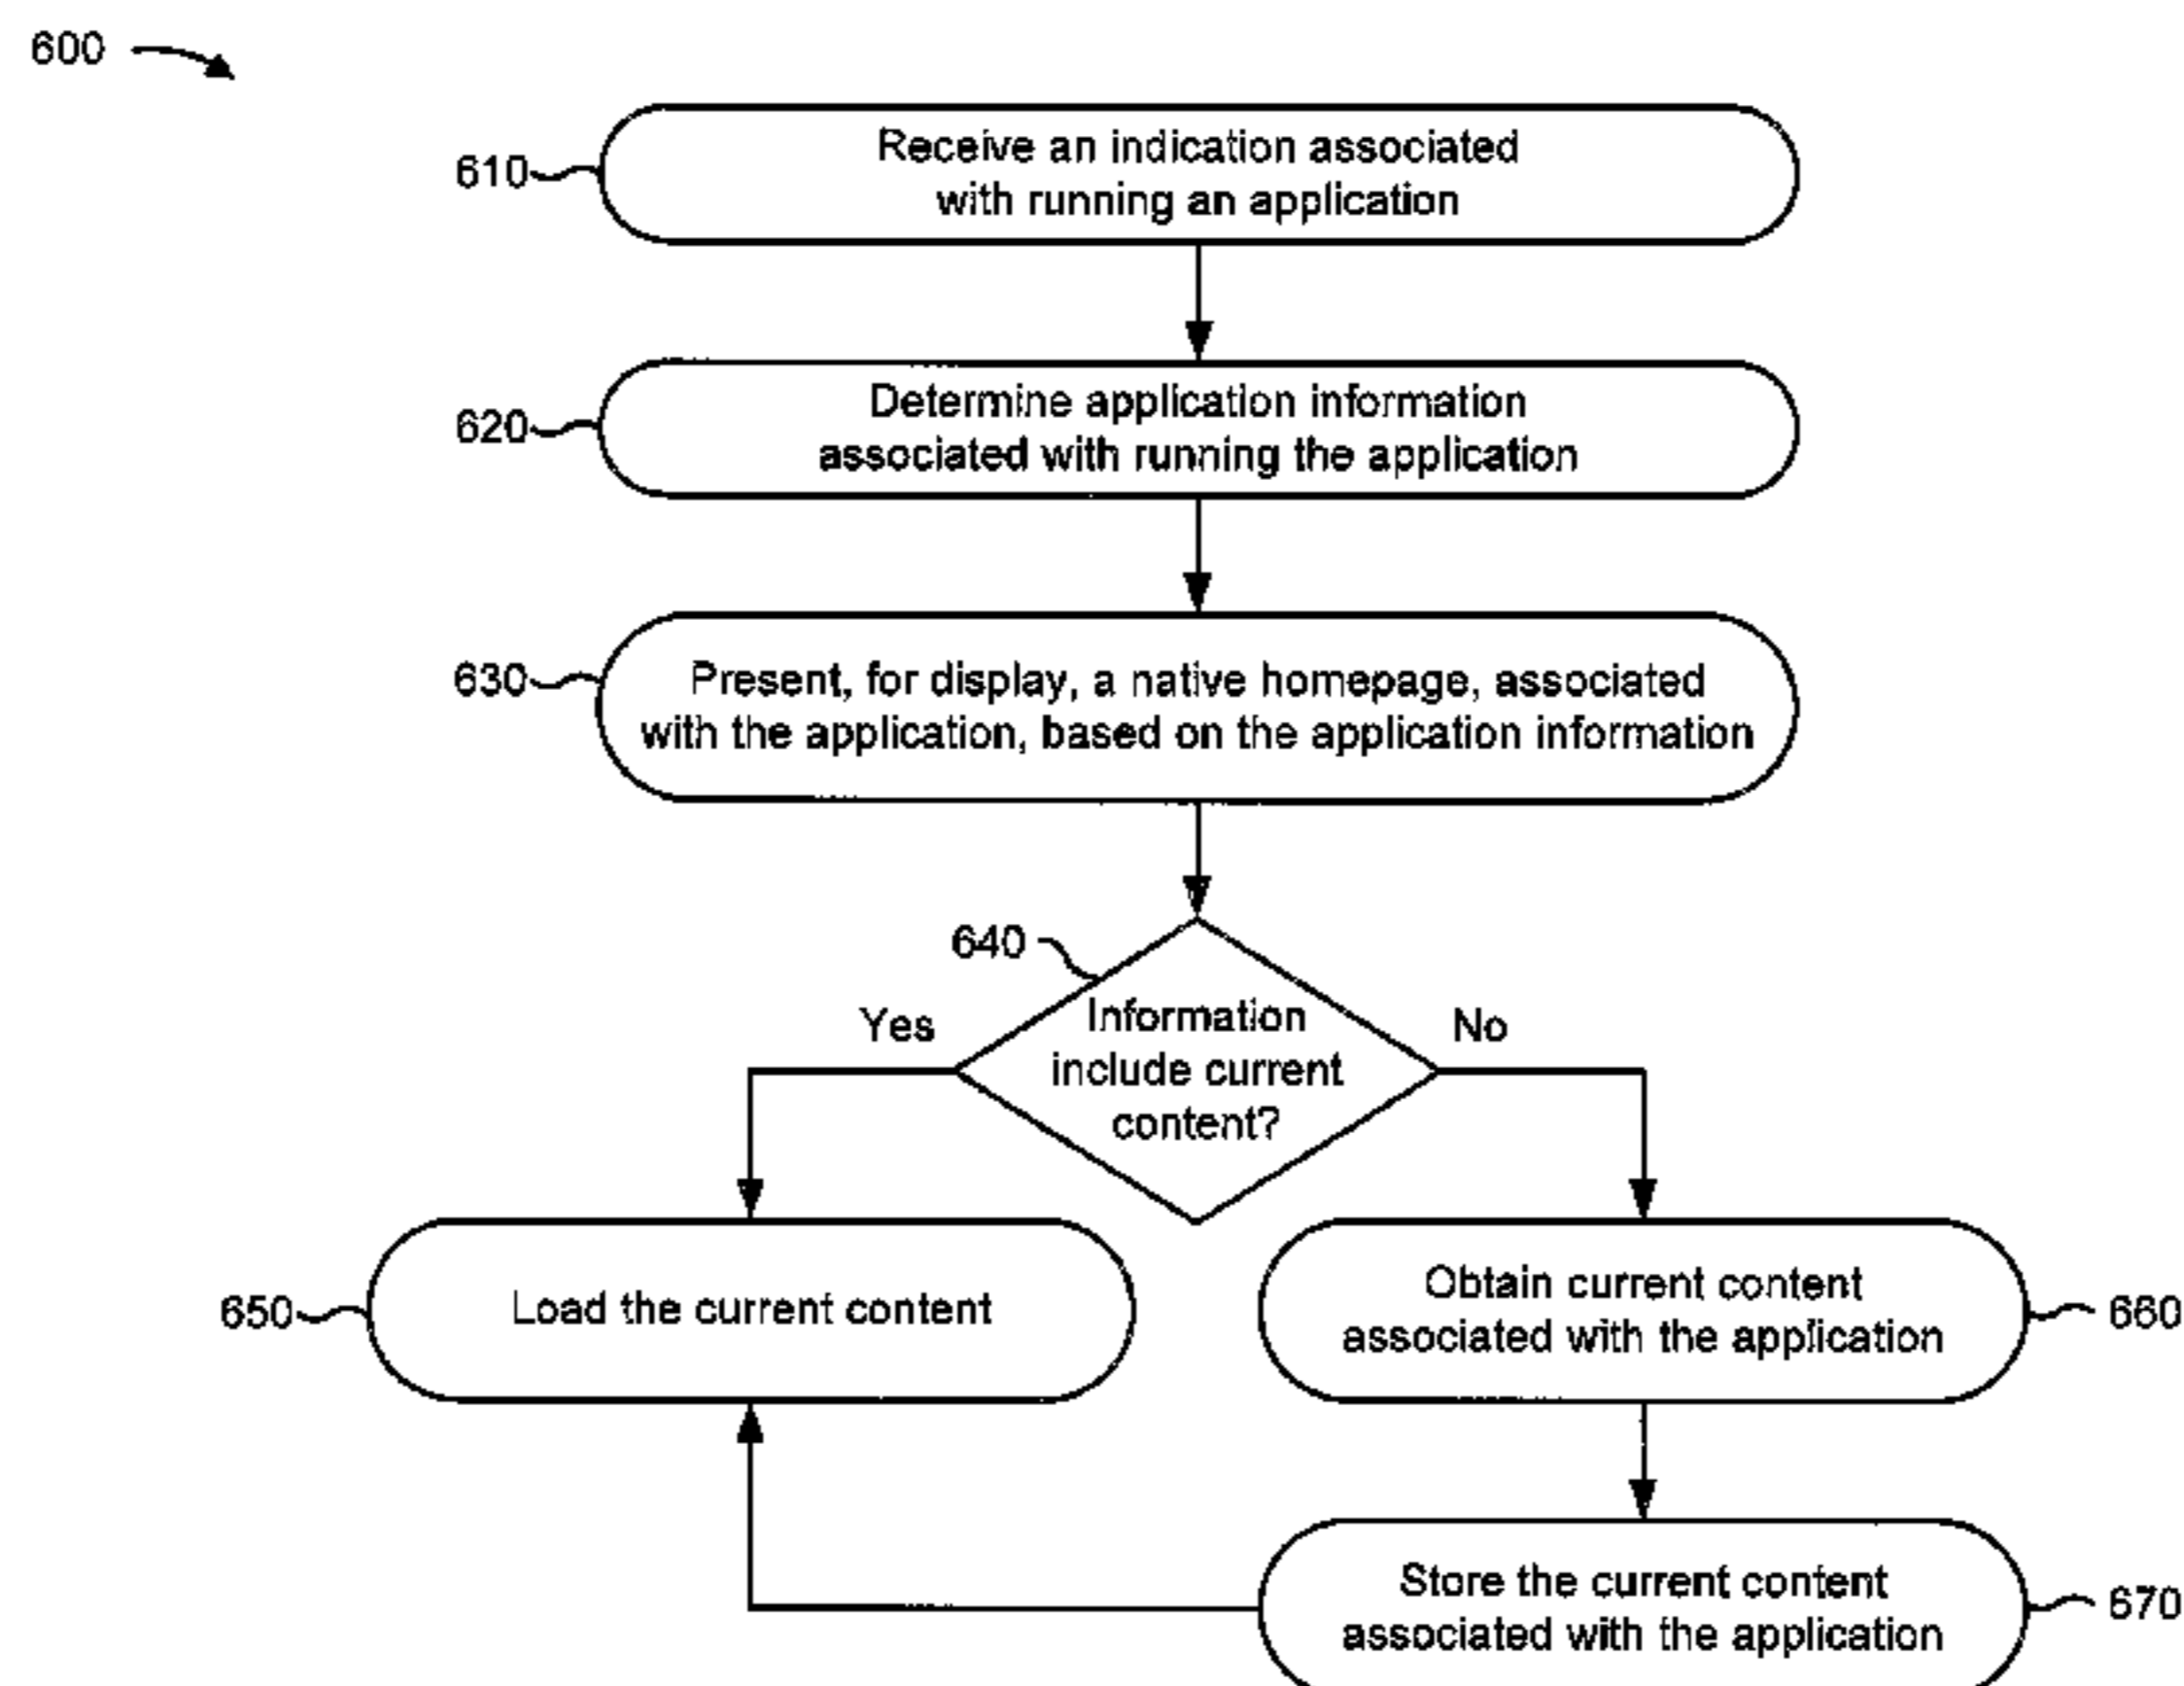 600
610
Receive an indication associated
with running an application
620
Determine application information
associated with running the application
630
Present, for display, a native homepage, associated
with the application, based on the application information
640
Information
include current
content?
Yes
No
650
Load the current content
Obtain current content
associated with the application
660
Store the current content
associated with the application
670